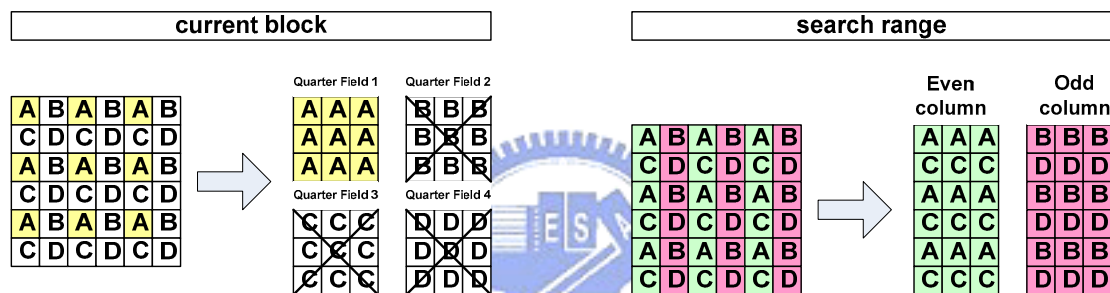 current block
search range
Quarter Field 1
Quarter Field 2
Even column
Odd column
A B A B A B
C D C D C D
A B A B A B
C D C D C D
A B A B A B
C D C D C D
A A A
A A A
A A A
B B B
B B B
B B B
Quarter Field 3
Quarter Field 4
C C C
C C C
C C C
D D D
D D D
D D D
A B A B A B
C D C D C D
A B A B A B
C D C D C D
A B A B A B
C D C D C D
A A A
C C C
A A A
C C C
A A A
C C C
B B B
D D D
B B B
D D D
B B B
D D D
E S